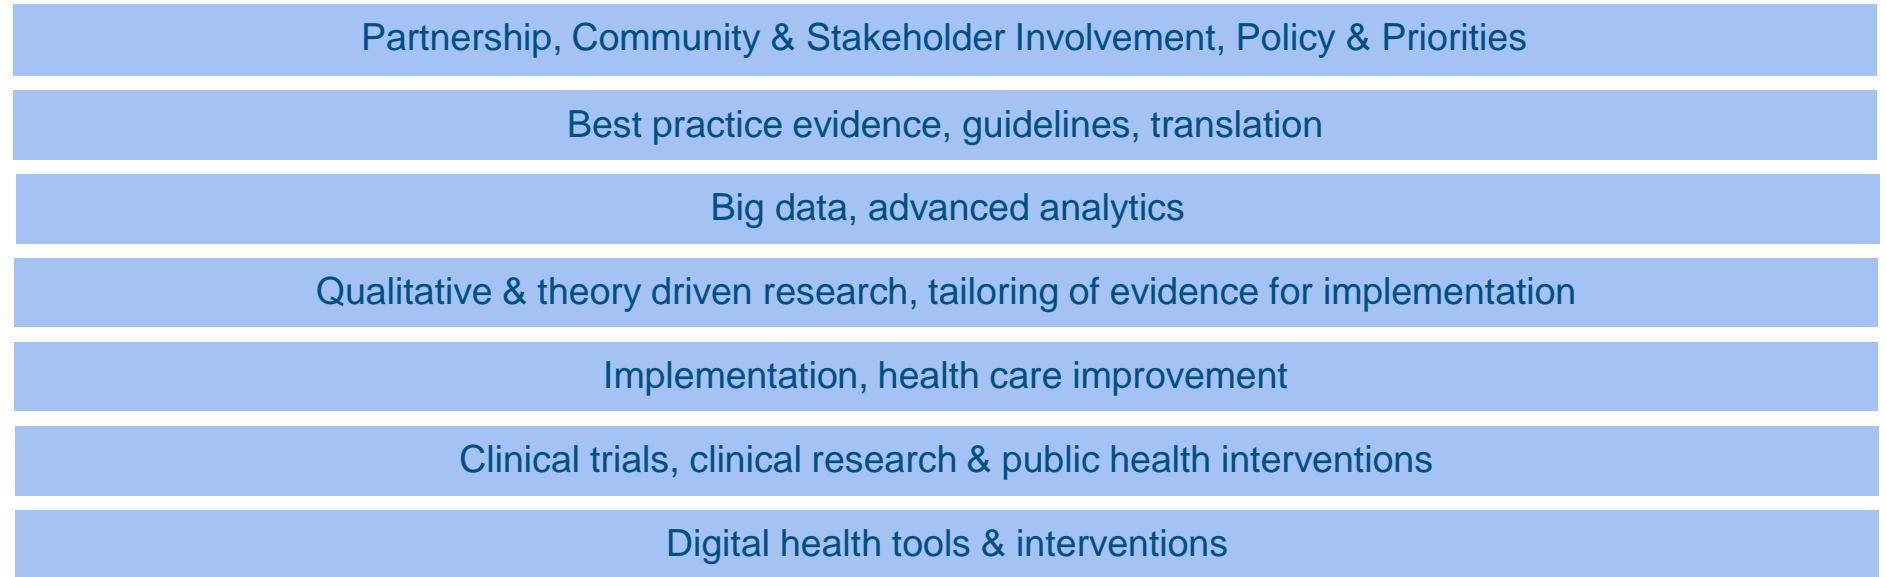 Partnership, Community & Stakeholder Involvement, Policy & Priorities
Best practice evidence, guidelines, translation
Big data, advanced analytics
Qualitative & theory driven research, tailoring of evidence for implementation
Implementation, health care improvement
Clinical trials, clinical research & public health interventions
Digital health tools & interventions